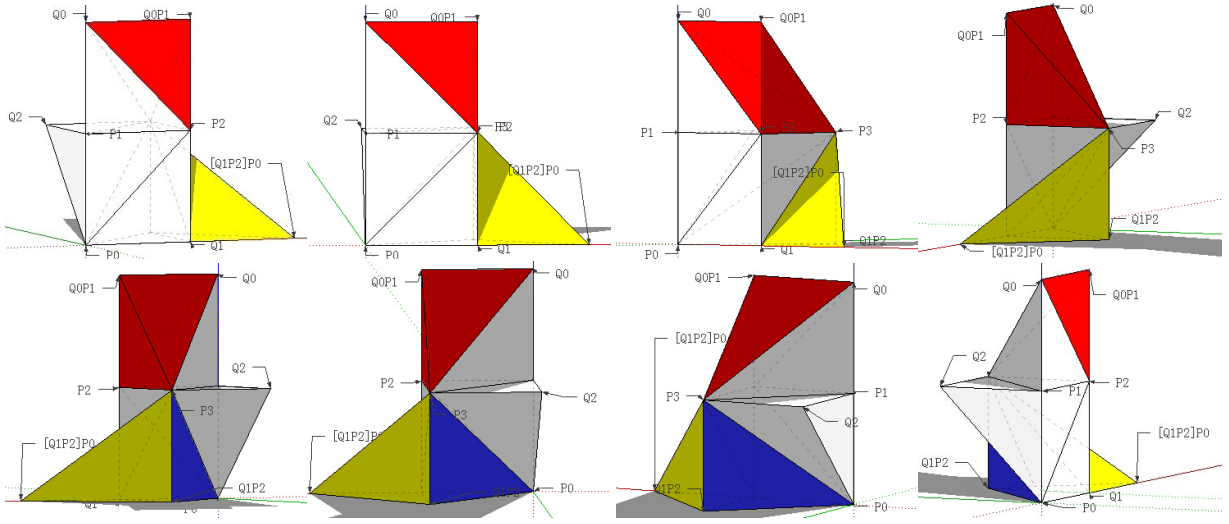 Q0 Q0P1
Q2 P1 P2
[Q1P2]P0
P0 Q1
Q0 Q0P1
Q2 P1
[Q1P2]P0
P0 Q1
Q0 Q0P1
P1 P3
[Q1P2]P0
P0 Q1 Q1P2
Q0P1 Q0
P2 Q2
P3
Q1P2
[Q1P2]P0
Q0P1 Q0
P2 Q2
P3
[Q1P2]P0
Q1 P3 Q1P2
Q0P1 Q0
P2 Q2
P3
[Q1P2]P0
P0
Q0P1 Q0
[Q1P2]P0
P3 P1
Q2
Q1P2 P0
Q0 Q0P1
Q2 P1 P2
[Q1P2]P0
Q1P2 Q1
P0